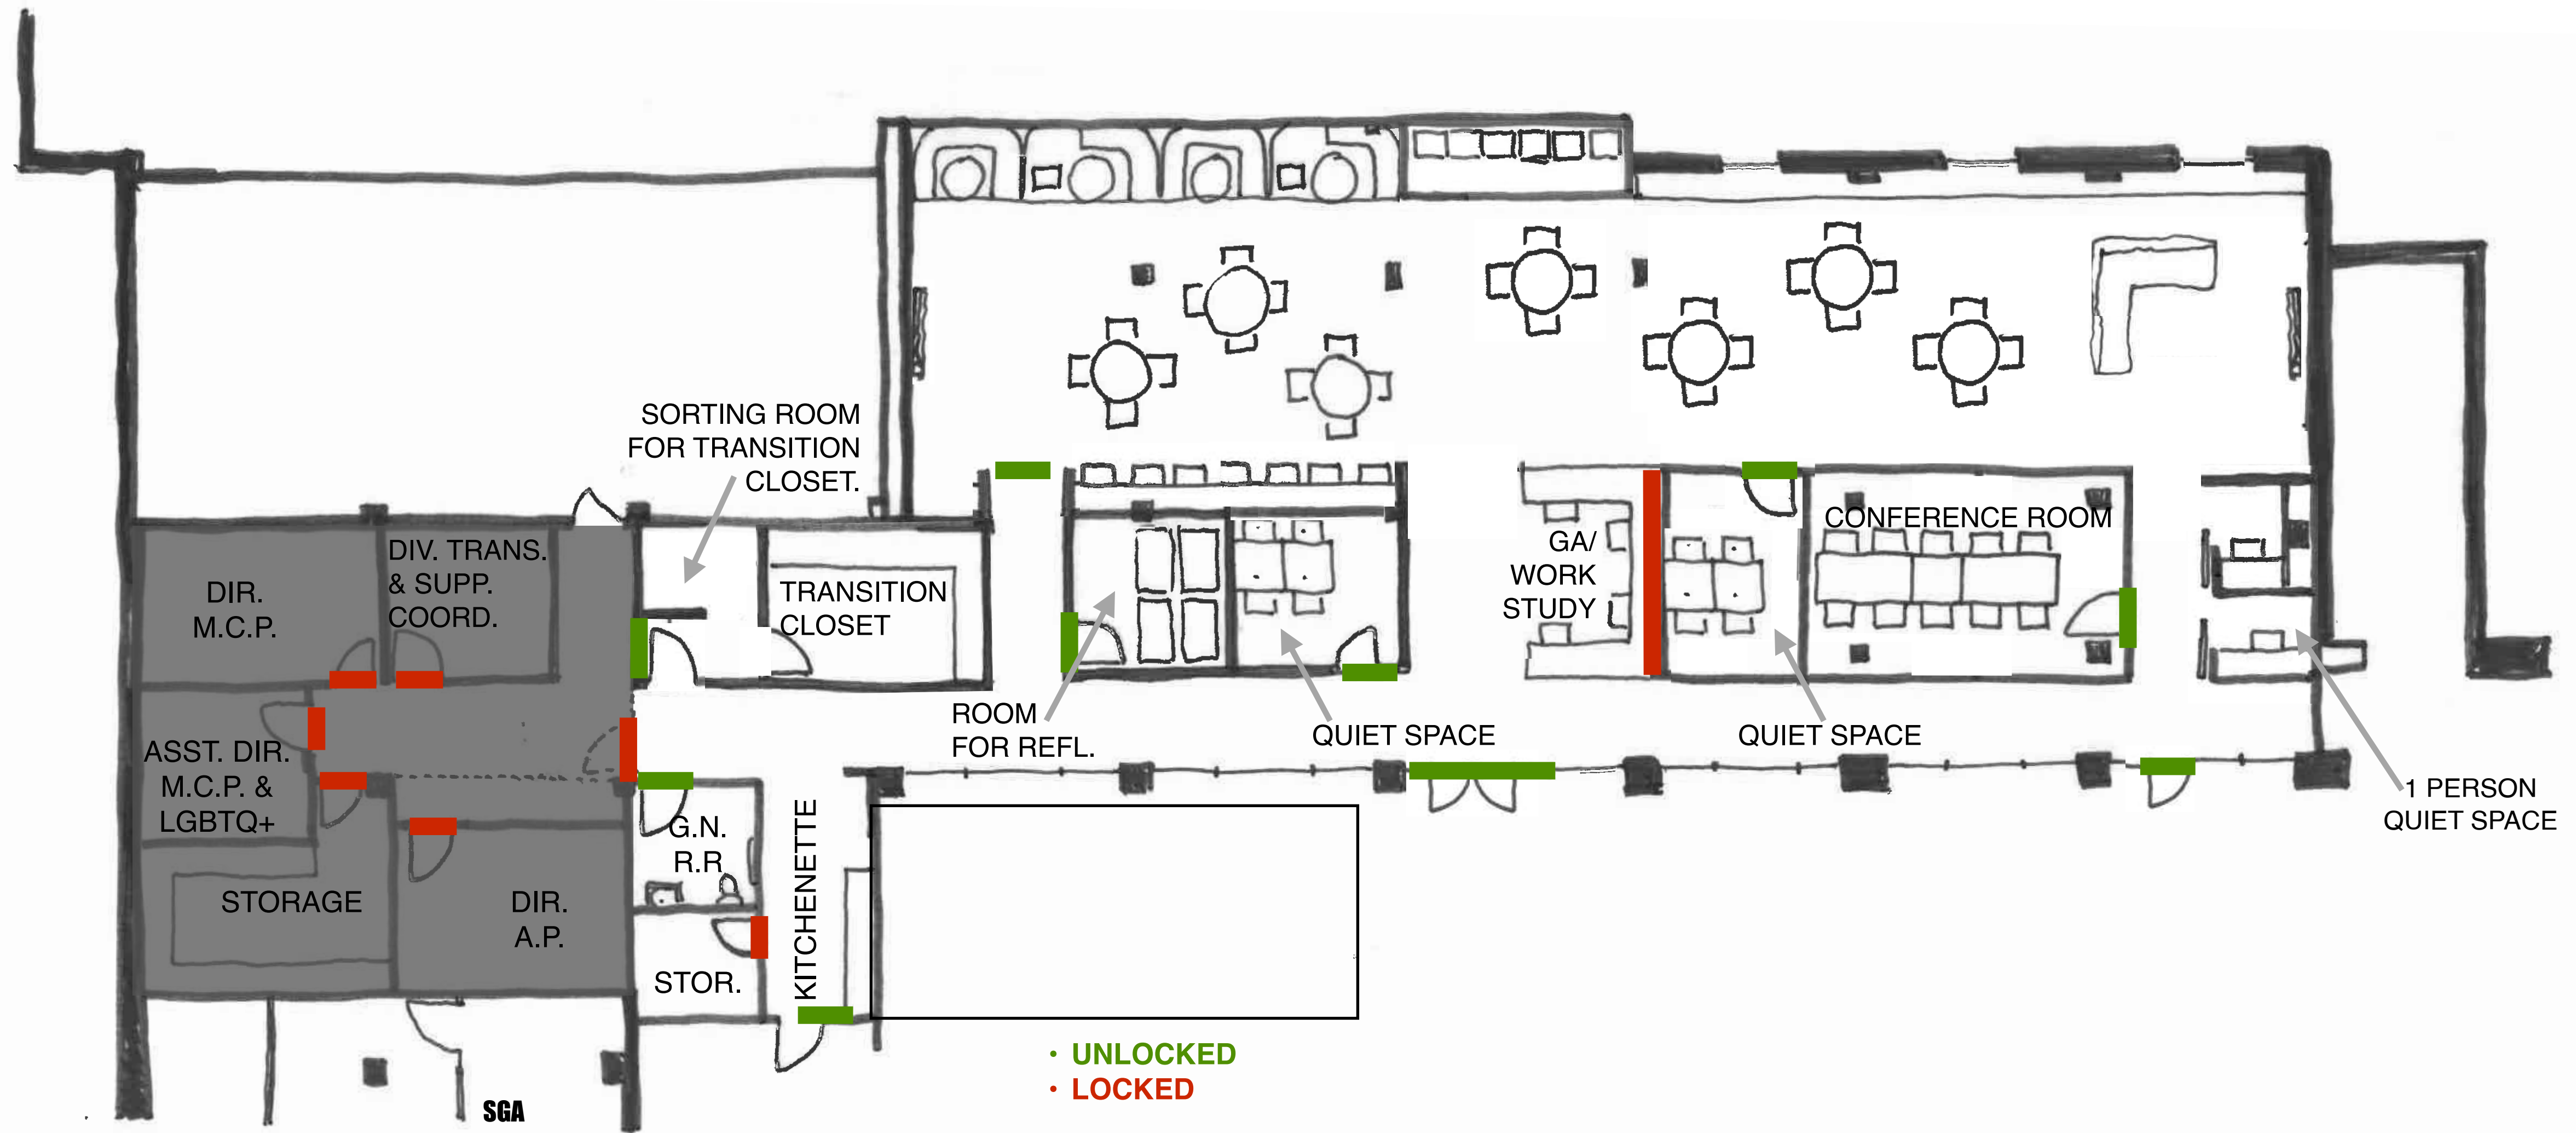 SORTING ROOM
FOR TRANSITION
CLOSET.
DIR.
M.C.P.
DIV. TRANS.
& SUPP.
COORD.
TRANSITION
CLOSET
GA/
WORK
STUDY
CONFERENCE ROOM
ASST. DIR.
M.C.P. &
LGBTQ+
ROOM
FOR REFL.
QUIET SPACE
QUIET SPACE
1 PERSON
QUIET SPACE
G.N.
R.R
KITCHENETTE
STORAGE
DIR.
A.P.
STOR.
• UNLOCKED
• LOCKED
SGA